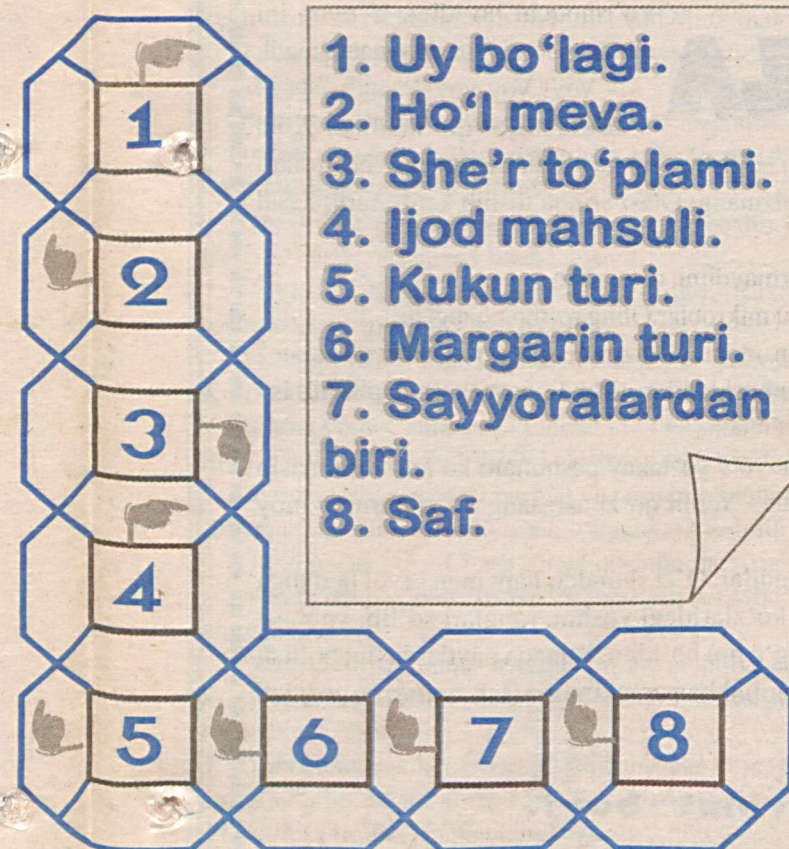 LA
1. Uy bo‘lagi.
2. Ho‘l meva.
3. She’r to‘plami.
4. Ijod mahsuli.
5. Kukun turi.
6. Margarin turi.
7. Sayyoralardan
biri.
8. Saf.
1
2
3
4
5 6 7 8